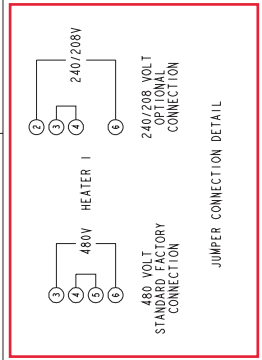 240/208V
2
3
4
6
240/208 VOLT
OPTIONAL
CONNECTION
HEATER 1
480V
3
4
5
6
480 VOLT
STANDARD FACTORY
CONNECTION
JUMPER CONNECTION DETAIL